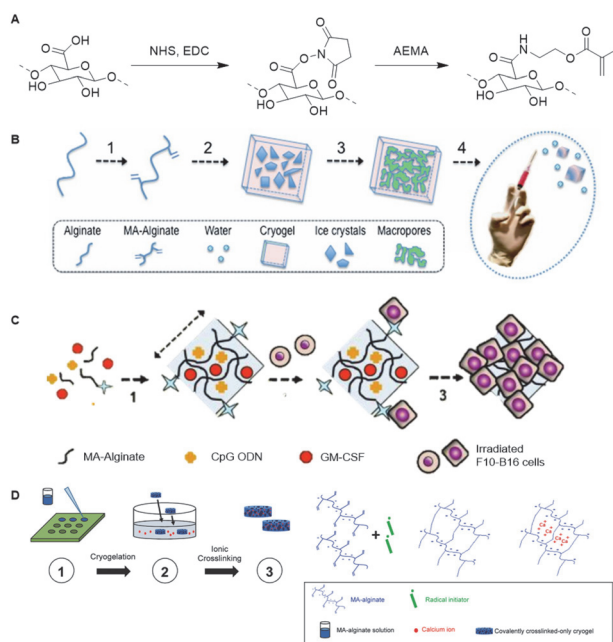 A
OH
O
NHS, EDC
AEMA
HO
OH
N
H
B
1
2
3
4
Alginate
MA-Alginate
Water
Cryogel
Ice crystals
Macropores
C
1
3
MA-Alginate
CpG ODN
GM-CSF
Irradiated
F10-B16 cells
D
1
Cryogelation
2
Ionic
Crosslinking
3
+
MA-alginate
Radical initiator
MA-alginate solution
Calcium ion
Covalently crosslinked-only cryogel